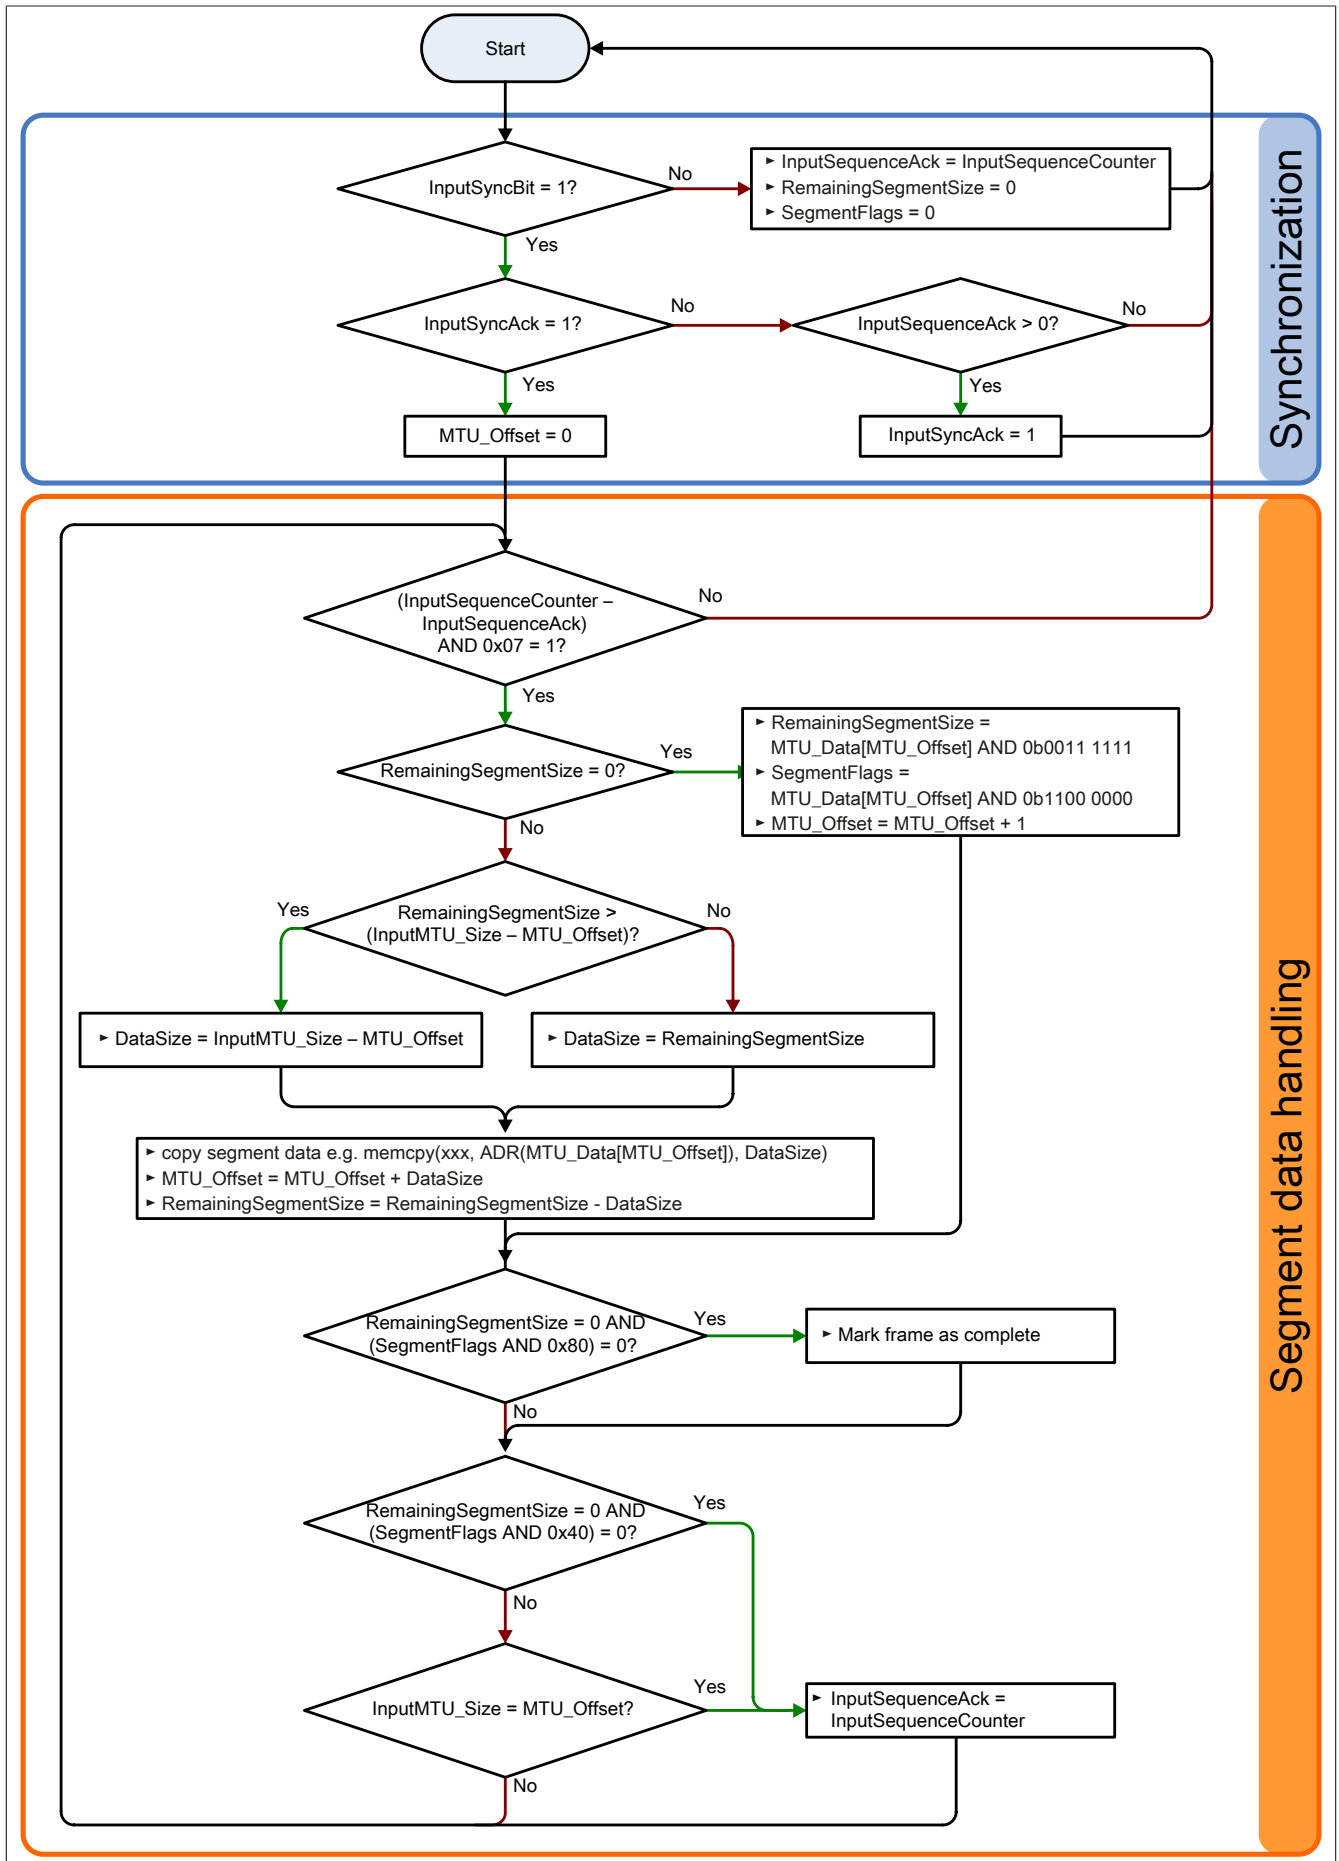 Start
Synchronization
InputSyncBit = 1?
No
► InputSequenceAck = InputSequenceCounter
► RemainingSegmentSize = 0
► SegmentFlags = 0
Yes
InputSyncAck = 1?
No
InputSequenceAck > 0?
No
Yes
Yes
MTU_Offset = 0
InputSyncAck = 1
Segment data handling
(InputSequenceCounter –
InputSequenceAck)
AND 0x07 = 1?
No
Yes
RemainingSegmentSize = 0?
Yes
► RemainingSegmentSize =
MTU_Data[MTU_Offset] AND 0b0011 1111
► SegmentFlags =
MTU_Data[MTU_Offset] AND 0b1100 0000
► MTU_Offset = MTU_Offset + 1
No
RemainingSegmentSize >
(InputMTU_Size – MTU_Offset)?
Yes
No
► DataSize = InputMTU_Size – MTU_Offset
► DataSize = RemainingSegmentSize
► copy segment data e.g. memcpy(xxx, ADR(MTU_Data[MTU_Offset]), DataSize)
► MTU_Offset = MTU_Offset + DataSize
► RemainingSegmentSize = RemainingSegmentSize - DataSize
RemainingSegmentSize = 0 AND
(SegmentFlags AND 0x80) = 0?
Yes
► Mark frame as complete
No
RemainingSegmentSize = 0 AND
(SegmentFlags AND 0x40) = 0?
Yes
No
InputMTU_Size = MTU_Offset?
Yes
► InputSequenceAck =
InputSequenceCounter
No